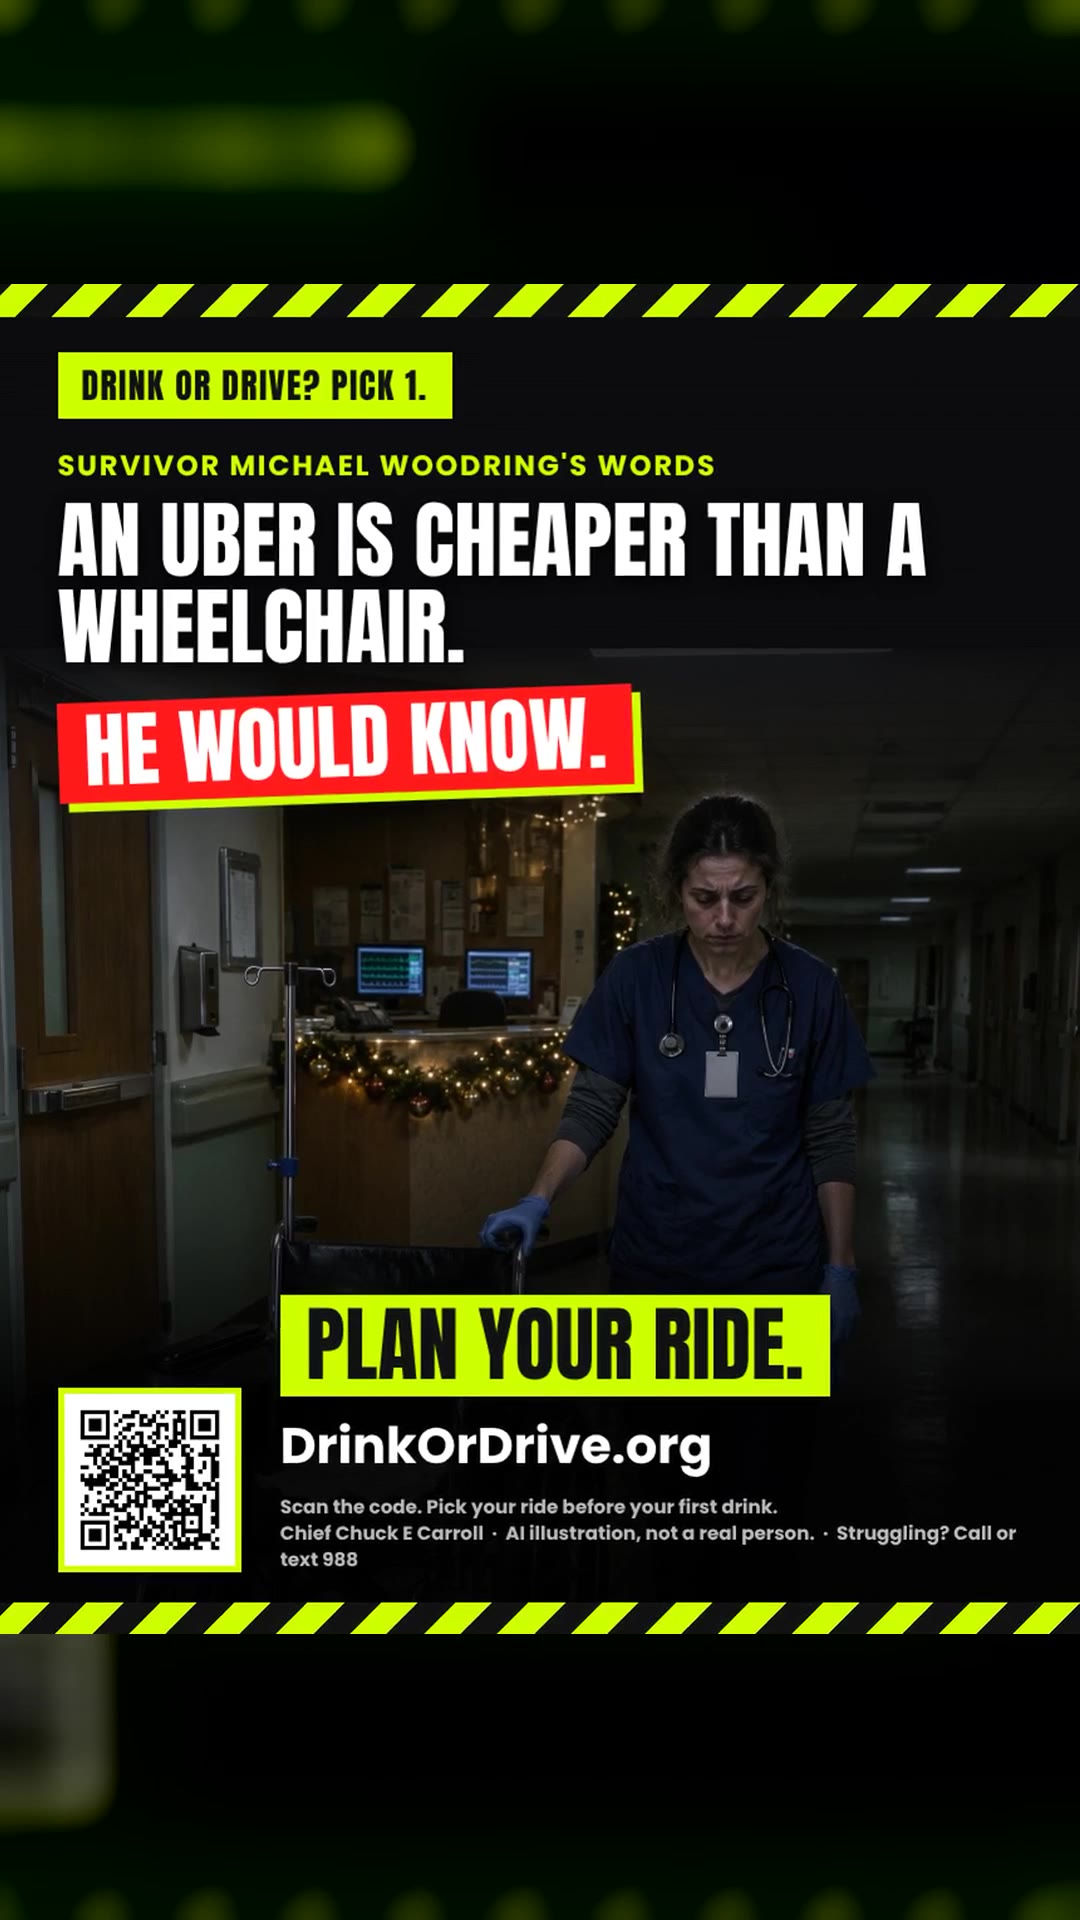 DRINK OR DRIVE? PICK 1.
SURVIVOR MICHAEL WOODRING'S WORDS
AN UBER IS CHEAPER THAN A
WHEELCHAIR.
HE WOULD KNOW.
PLAN YOUR RIDE.
DrinkOrDrive.org
Scan the code. Pick your ride before your first drink.
Chief Chuck E Carroll · AI illustration, not a real person. · Struggling? Call or
text 988